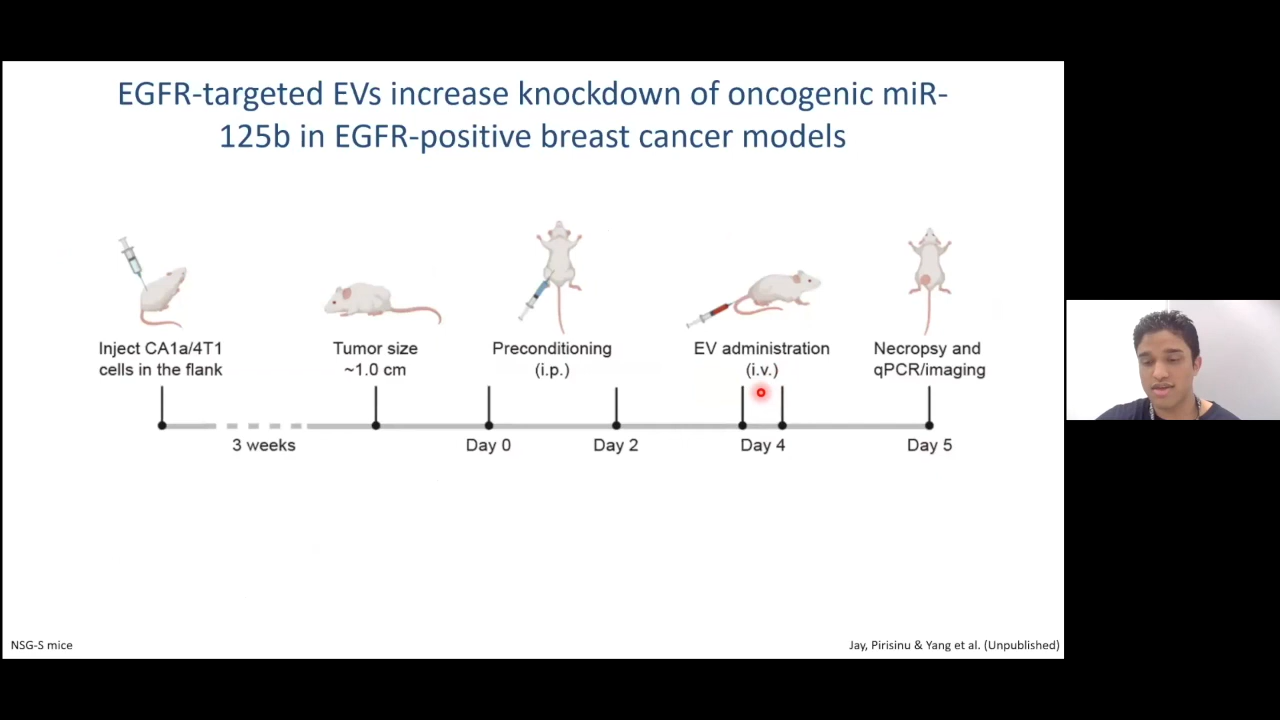 EGFR-targeted EVs increase knockdown of oncogenic miR-
125b in EGFR-positive breast cancer models
Inject CA1a/4T1
cells in the flank
Tumor size
~1.0 cm
Preconditioning
(i.p.)
EV administration
(i.v.)
Necropsy and
qPCR/imaging
3 weeks
Day 0
Day 2
Day 4
Day 5
NSG-S mice
Jay, Pirisinu & Yang et al. (Unpublished)